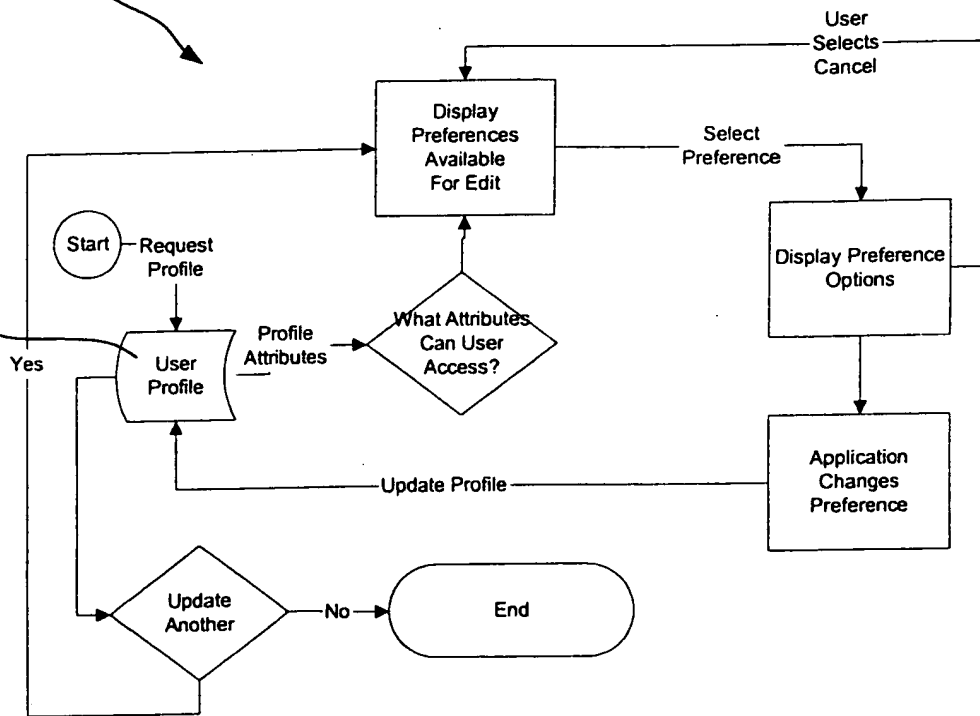 User
Selects
Cancel
Display
Preferences
Available
For Edit
Select
Preference
Start
Request
Profile
Display Preference
Options
What Attributes
Can User
Access?
Profile
Attributes
User
Profile
Yes
Application
Changes
Preference
Update Profile
Update
Another
No
End